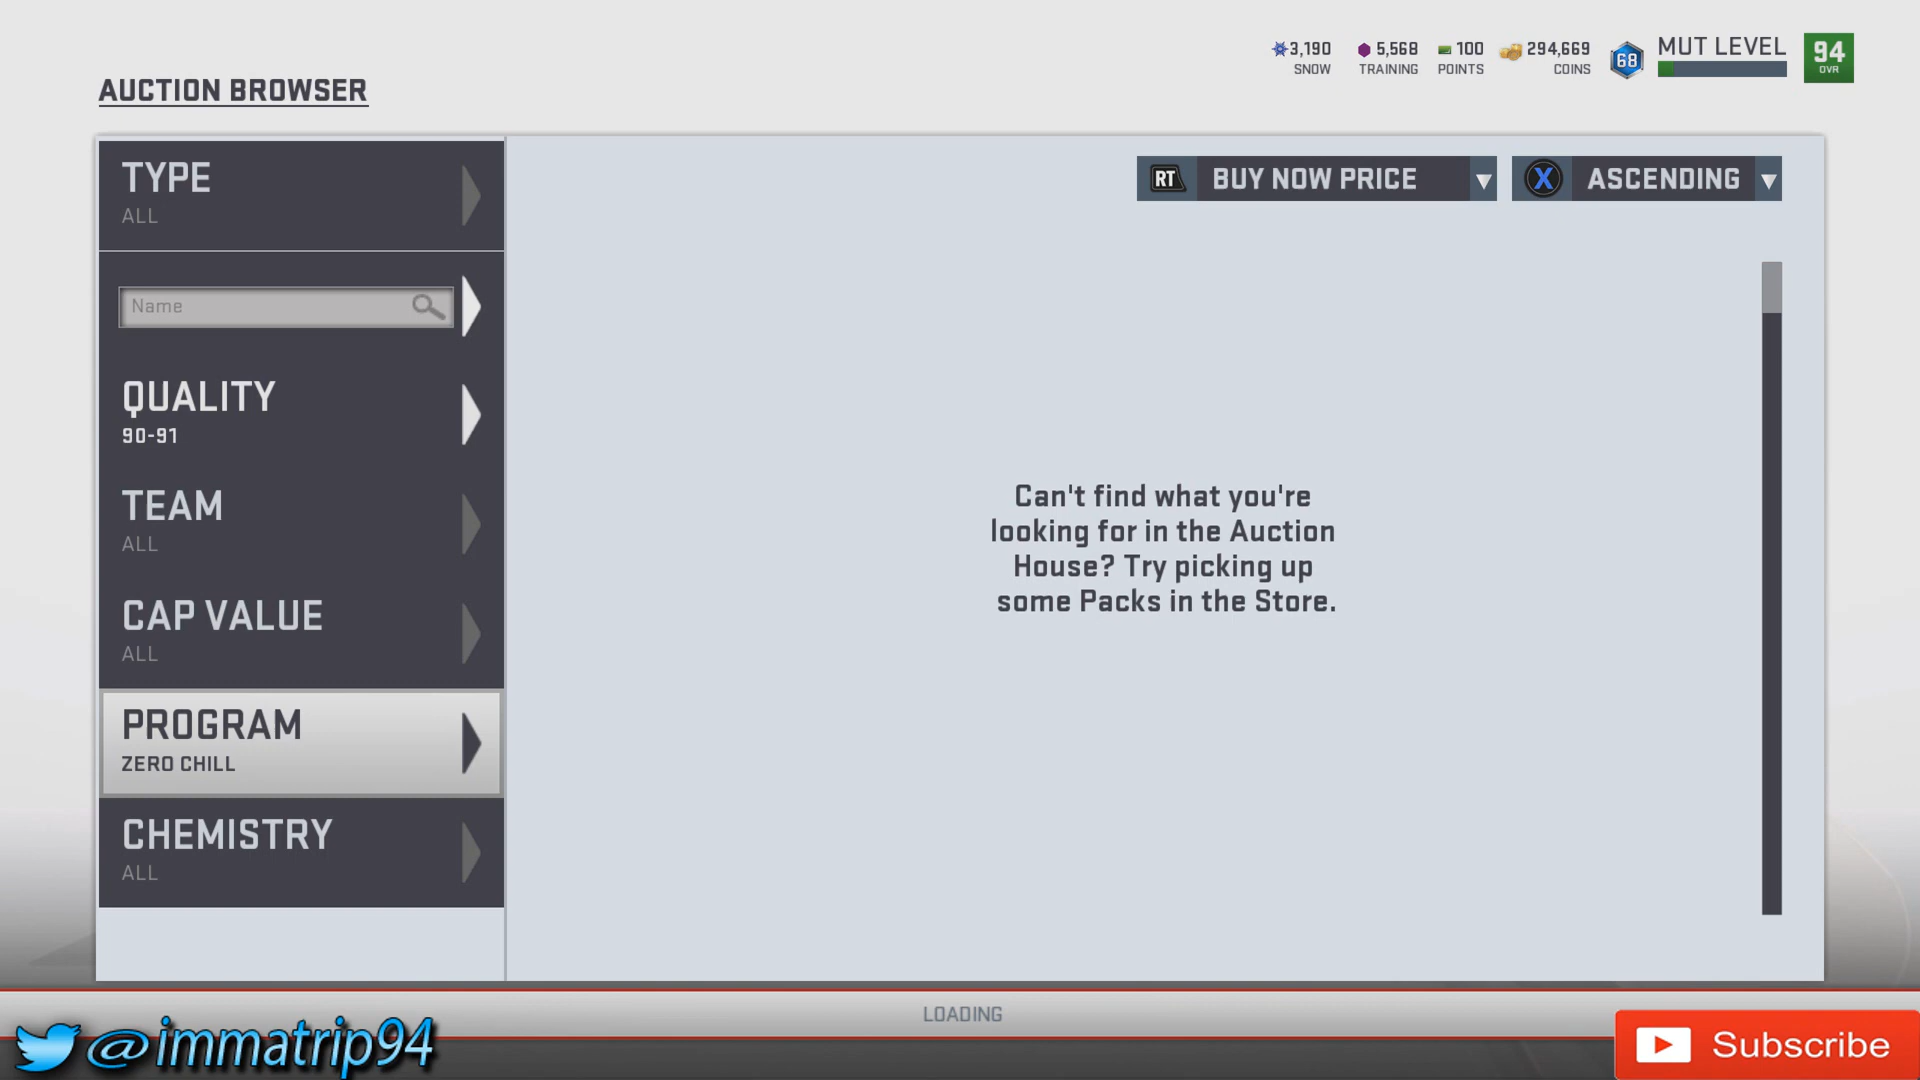 AUCTION BROWSER
3,190
SNOW
5,568
TRAINING
100
POINTS
294,669
COINS
68
MUT LEVEL
94
OVR
TYPE
ALL
Name
QUALITY
90-91
TEAM
ALL
CAP VALUE
ALL
PROGRAM
ZERO CHILL
CHEMISTRY
ALL
RT BUY NOW PRICE
X ASCENDING
Can't find what you're
looking for in the Auction
House? Try picking up
some Packs in the Store.
LOADING
@immatrip94
Subscribe